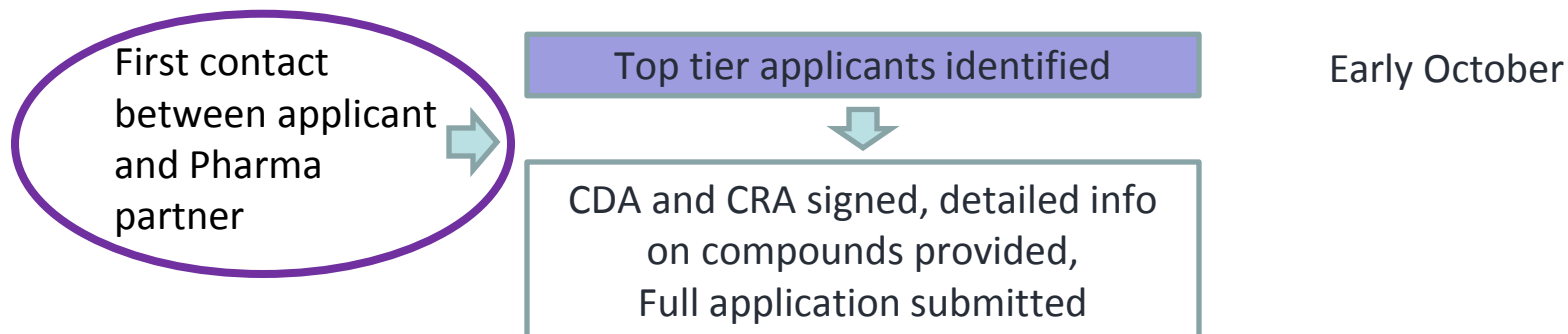 First contact
between applicant
and Pharma
partner
Top tier applicants identified
Early October
CDA and CRA signed, detailed info
on compounds provided,
Full application submitted